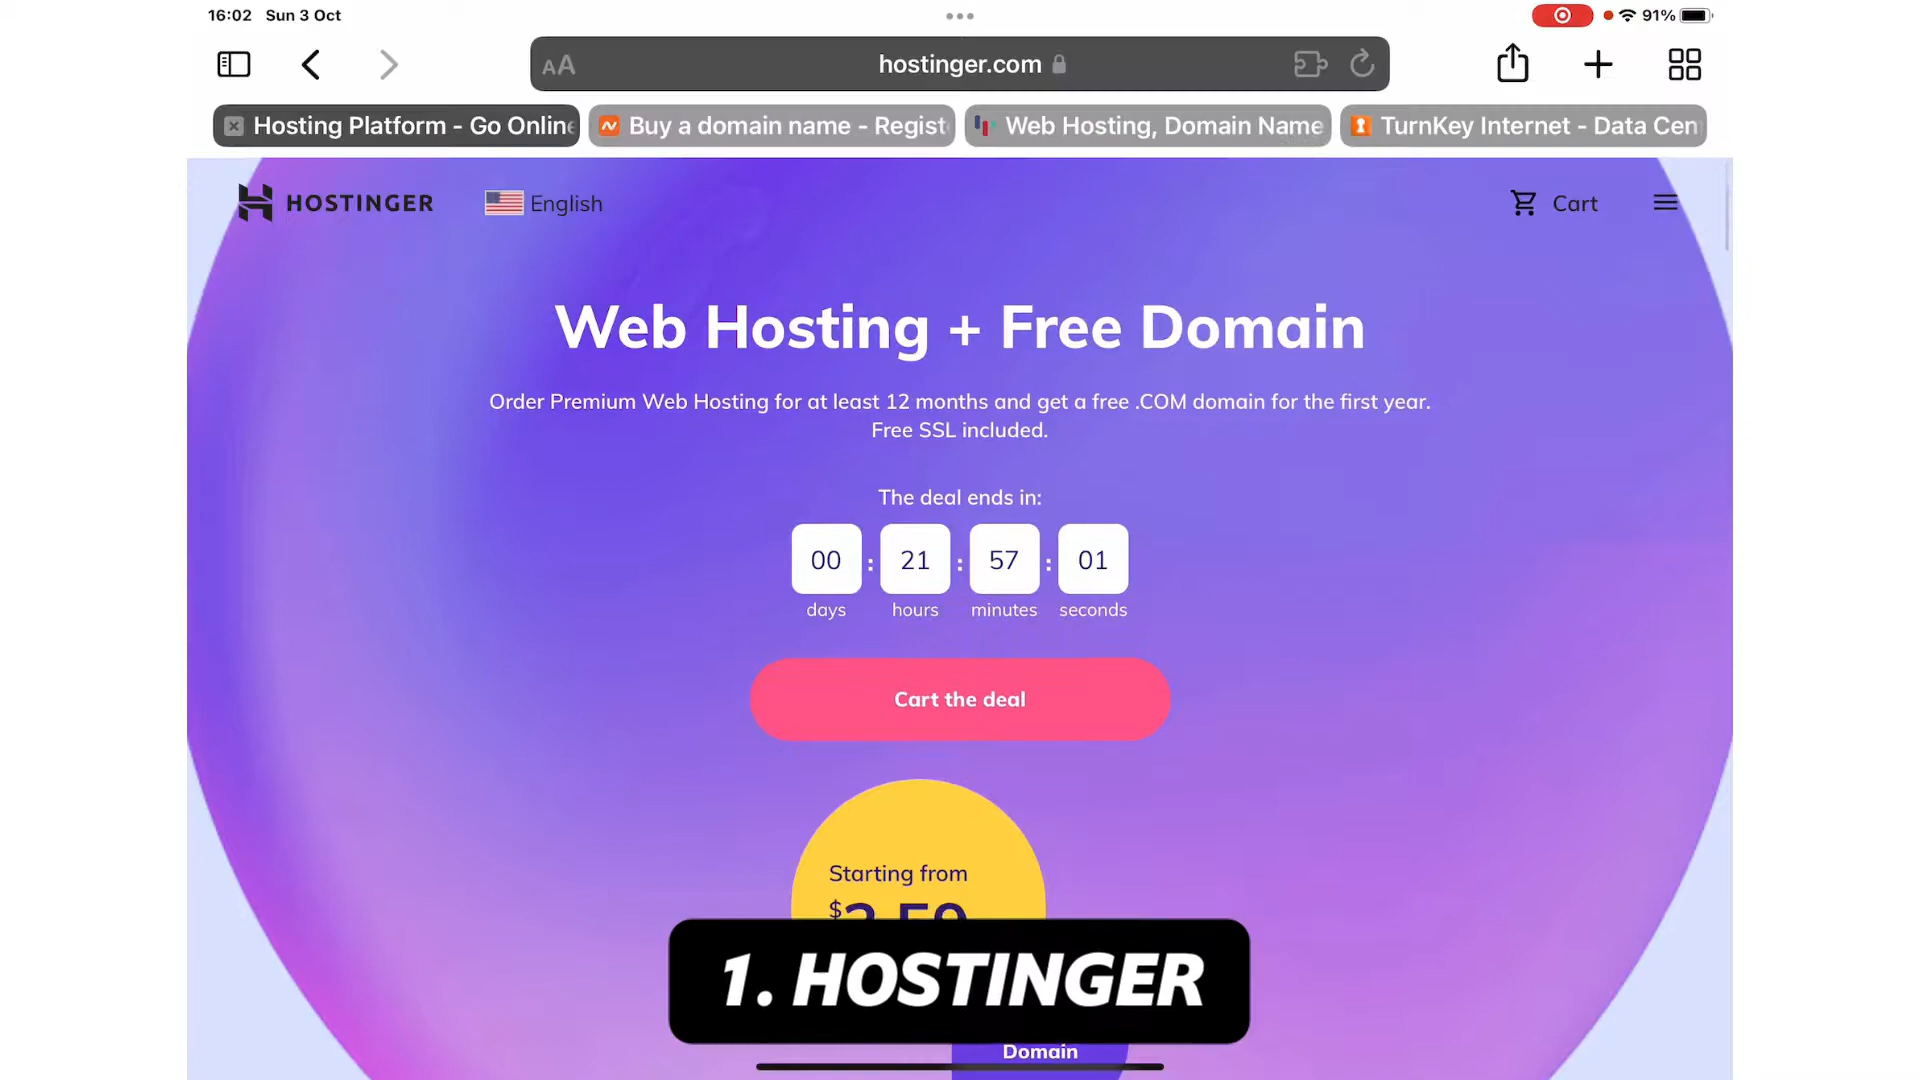 16:02 Sun 3 Oct
91%
AA
hostinger.com
Hosting Platform - Go Online
Buy a domain name - Regist
Web Hosting, Domain Name
TurnKey Internet - Data Cen
HOSTINGER
English
Cart
Web Hosting + Free Domain
Order Premium Web Hosting for at least 12 months and get a free .COM domain for the first year.
Free SSL included.
The deal ends in:
00 : 21 : 57 : 01
days hours minutes seconds
Cart the deal
Starting from
1. HOSTINGER
Domain